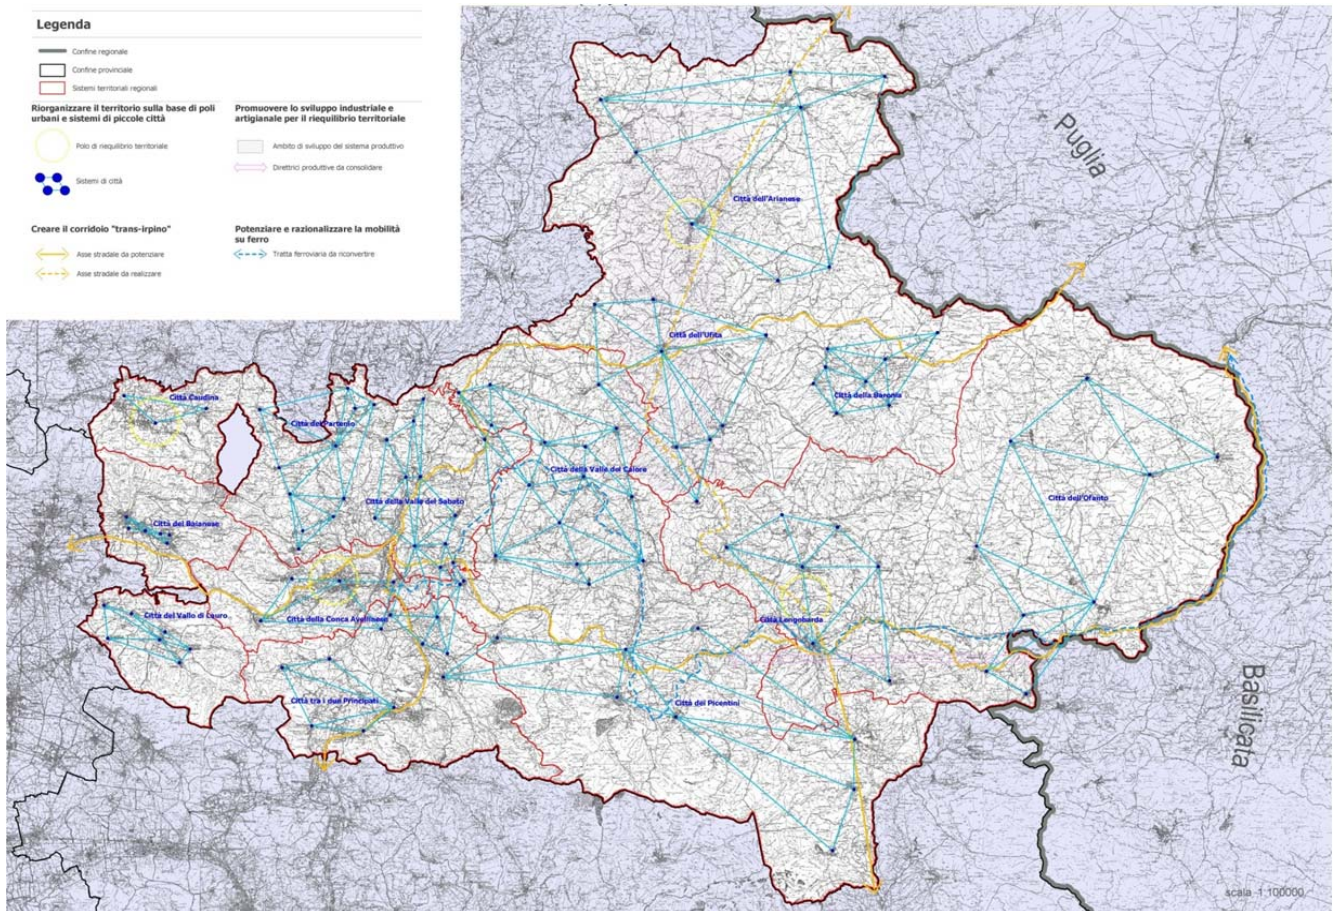 Legenda
Confine regionale
Confine provinciale
Sistemi territoriali regionali
Riorganizzare il territorio sulla base di poli
urbani e sistemi di piccole città
Polo di riequilibrio territoriale
Sistemi di città
Promuovere lo sviluppo industriale e
artigianale per il riequilibrio territoriale
Ambito di sviluppo del sistema produttivo
Direttrici produttive da consolidare
Creare il corridoio "trans-irpino"
Asse stradale da potenziare
Asse stradale da realizzare
Potenziare e razionalizzare la mobilità
su ferro
Tratta ferroviaria da riconvertire
Puglia
Città dell'Arianese
Città dell'Ufita
Città della Baronia
Città Caudina
Città del Partenio
Città della Valle del Calore
Città della Valle del Sabato
Città dell'Ofanto
Città del Baianese
Città del Vallo di Lauro
Città della Conca Avellinese
Città Longobarda
Città tra i due Principati
Città dei Picentini
Basilicata
scala 1:100000